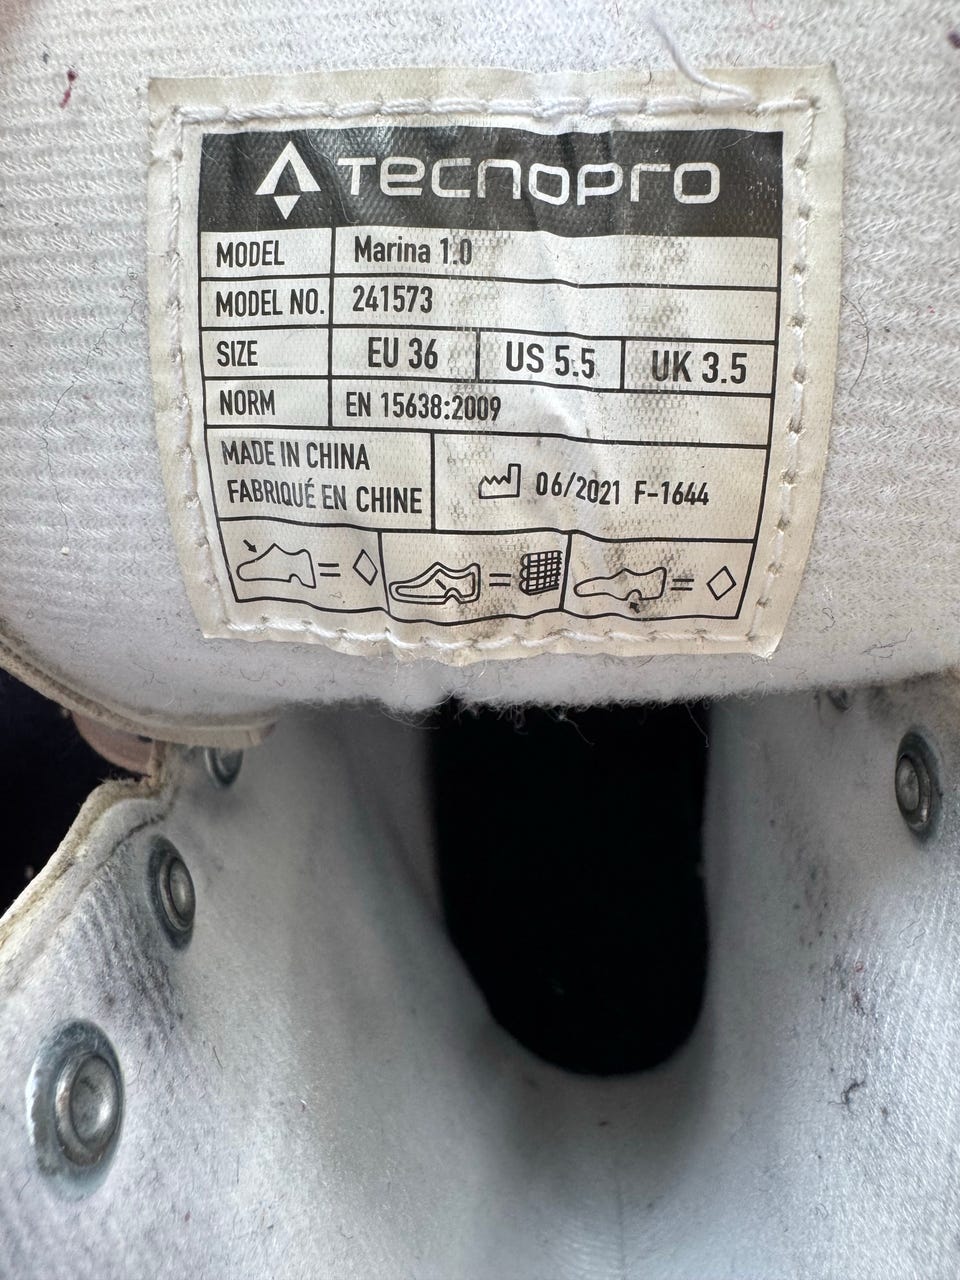 TECNOPRO
MODEL Marina 1.0
MODEL NO. 241573
SIZE EU 36 US 5.5 UK 3.5
NORM EN 15638:2009
MADE IN CHINA
FABRIQUÉ EN CHINE
06/2021 F-1644
= = =